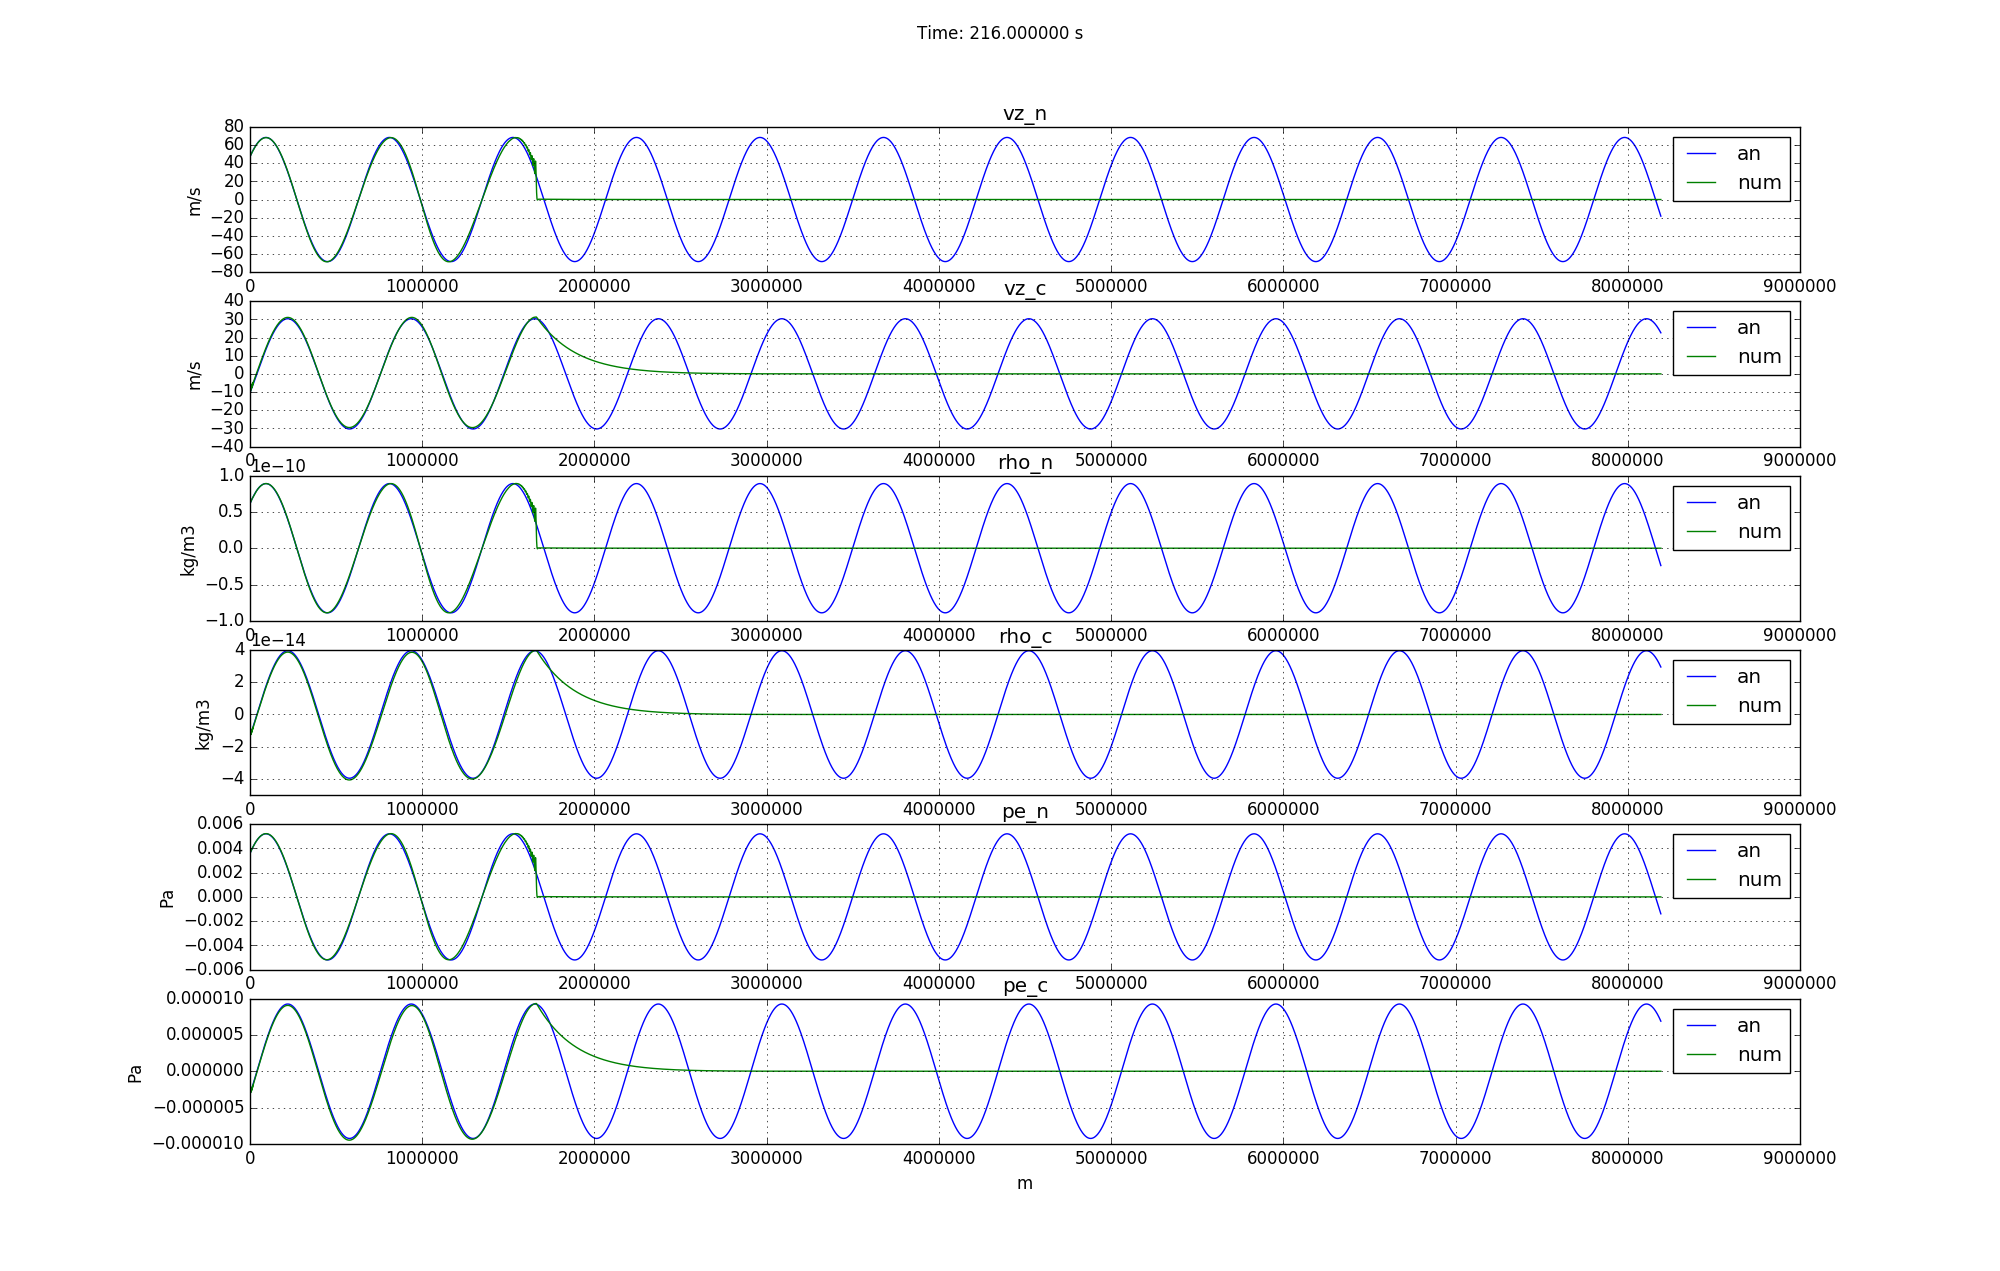 Time: 216.000000 s
vz_n
80
60
40
20
0
−20
−40
−60
−80
m/s
an
num
0 1000000 2000000 3000000 4000000 5000000 6000000 7000000 8000000 9000000
vz_c
40
30
20
10
0
−10
−20
−30
−40
m/s
an
num
0 1000000 2000000 3000000 4000000 5000000 6000000 7000000 8000000 9000000
1e−10
rho_n
1.0
0.5
0.0
−0.5
−1.0
kg/m3
an
num
0 1000000 2000000 3000000 4000000 5000000 6000000 7000000 8000000 9000000
1e−14
rho_c
4
2
0
−2
−4
kg/m3
an
num
0 1000000 2000000 3000000 4000000 5000000 6000000 7000000 8000000 9000000
pe_n
0.006
0.004
0.002
0.000
−0.002
−0.004
−0.006
Pa
an
num
0 1000000 2000000 3000000 4000000 5000000 6000000 7000000 8000000 9000000
pe_c
0.000010
0.000005
0.000000
−0.000005
−0.000010
Pa
an
num
0 1000000 2000000 3000000 4000000 5000000 6000000 7000000 8000000 9000000
m